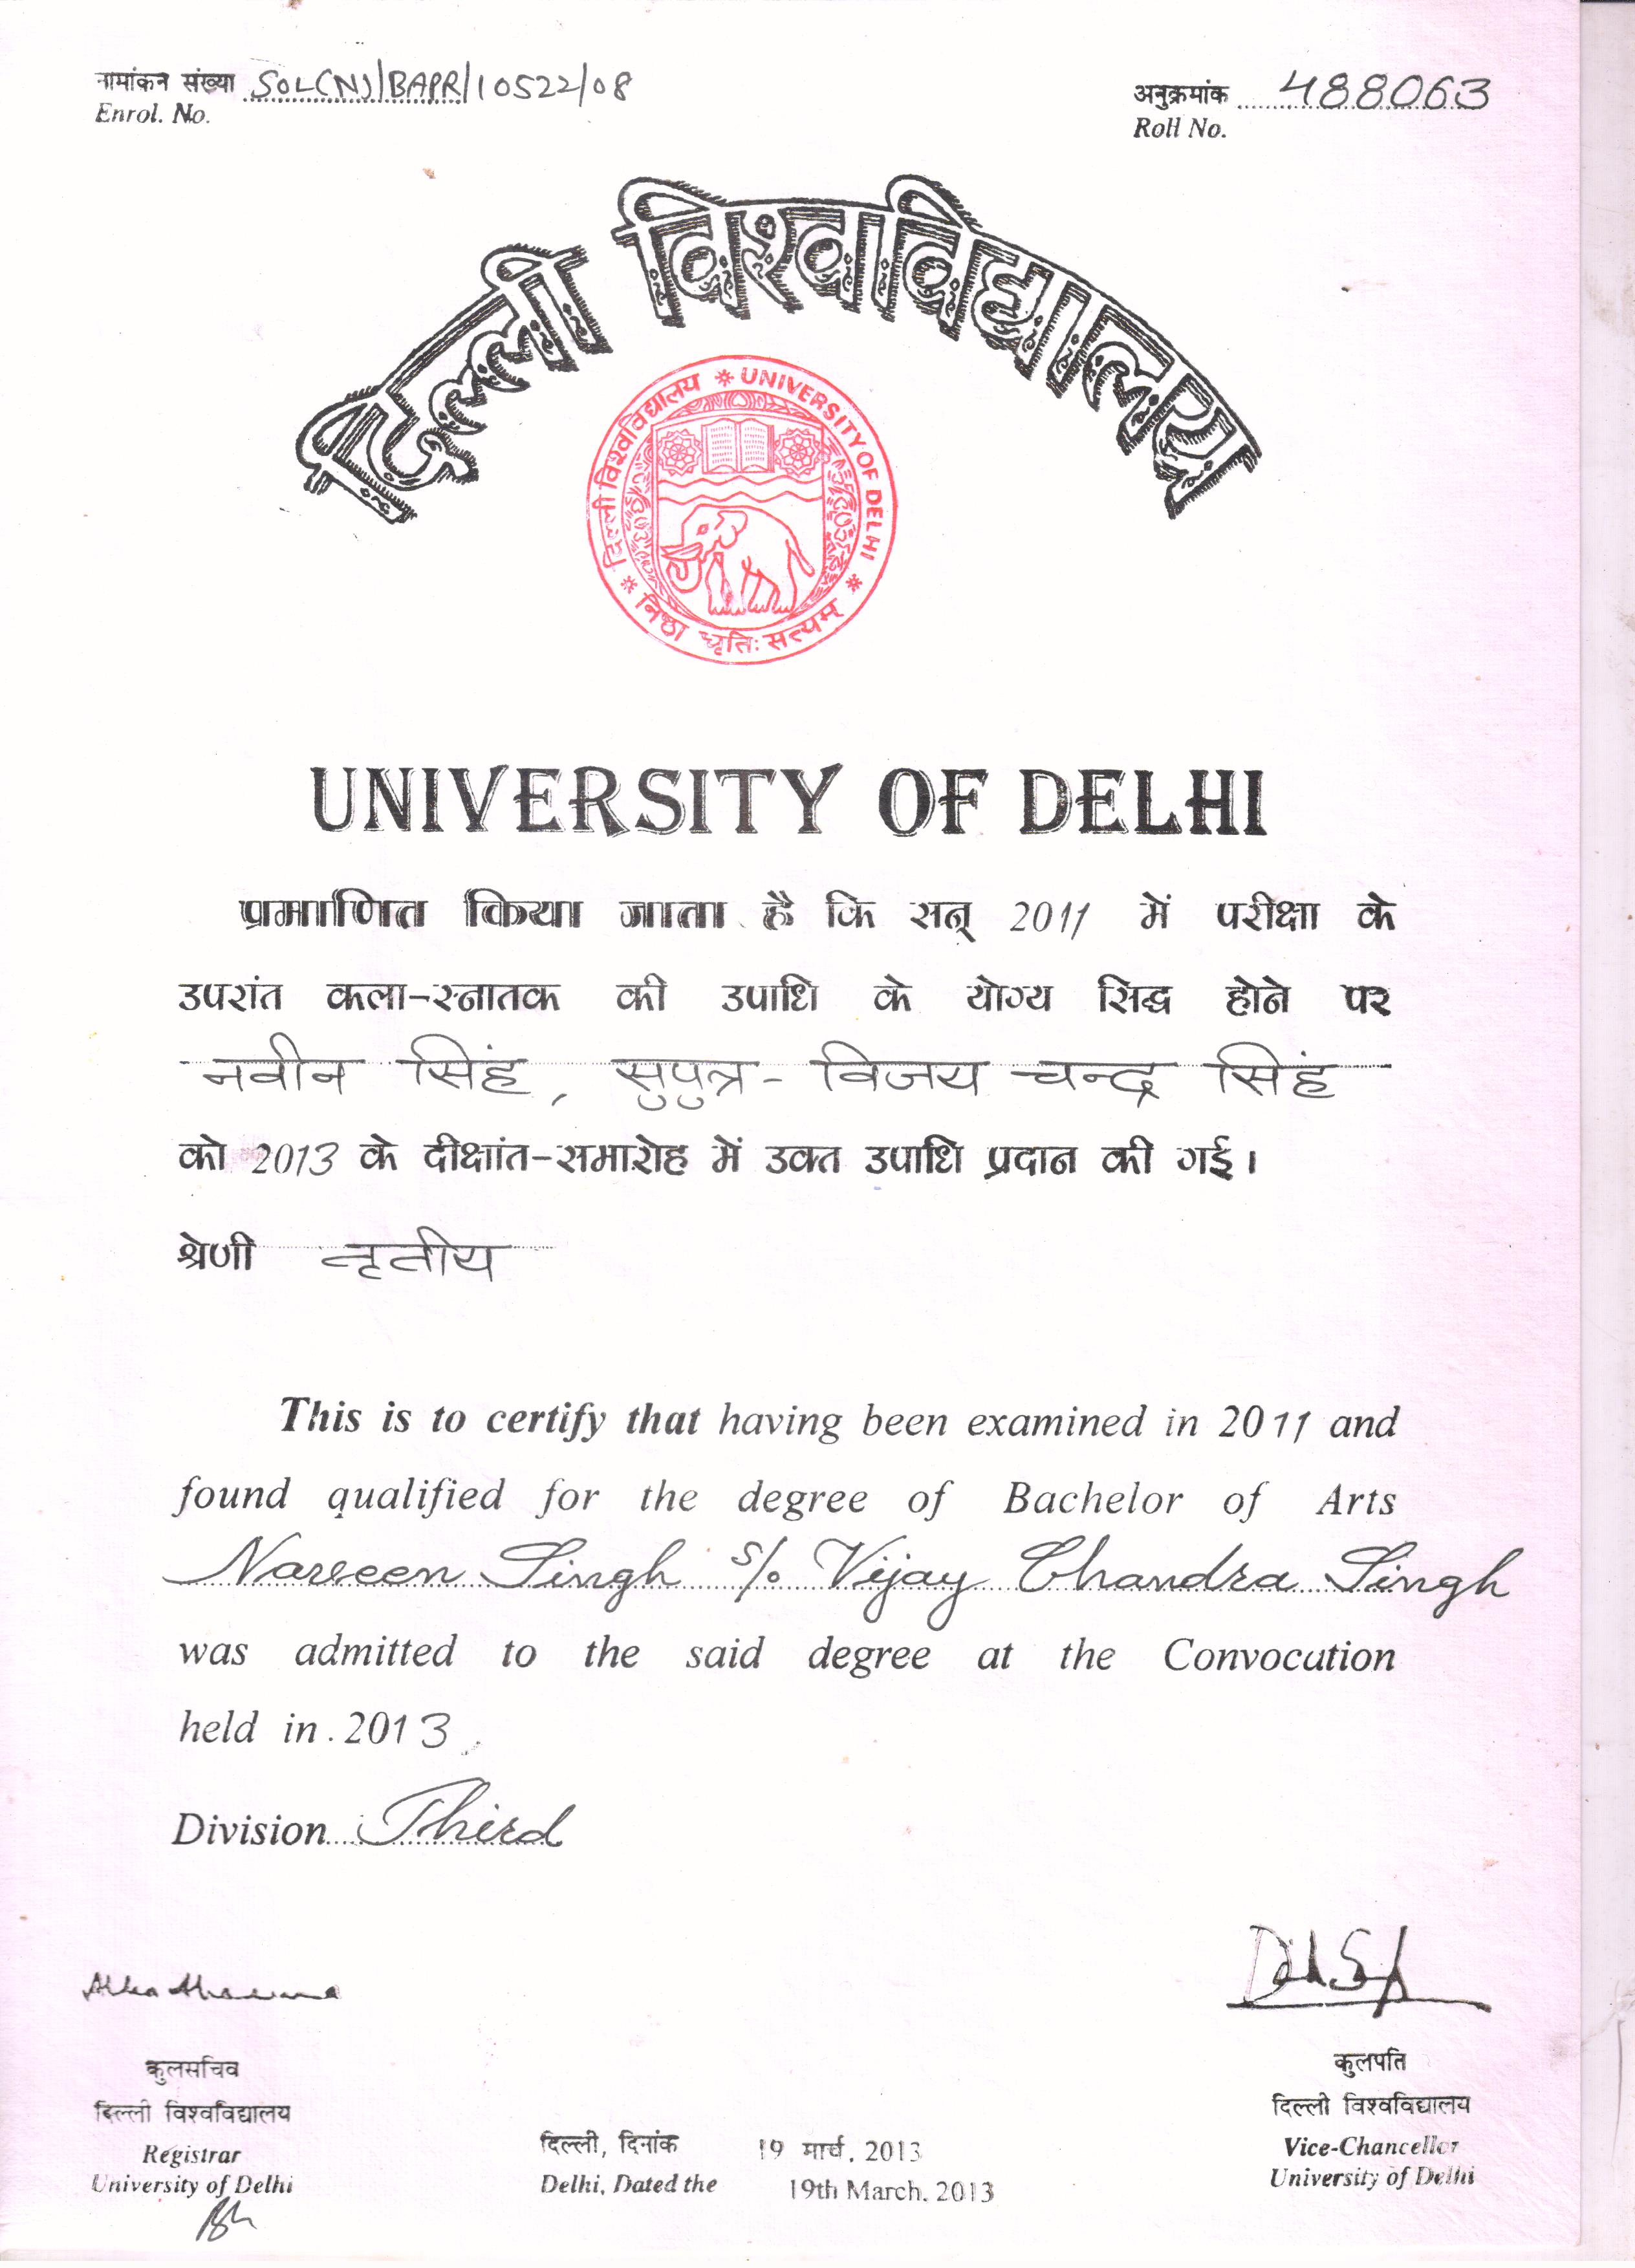 नामांकन संख्या SOL(N)/BAPR/10522/08
Enrol. No.
अनुक्रमांक 488063
Roll No.
दिल्ली विश्वविद्यालय
दिल्ली विश्वविद्यालय * UNIVERSITY OF DELHI *
निष्ठा धृतिः सत्यम् *
UNIVERSITY OF DELHI
प्रमाणित किया जाता है कि सन् 2011 में परीक्षा के
उपरांत कला-स्नातक की उपाधि के योग्य सिद्ध होने पर
नवीन सिंह, सुपुत्र - विजय चन्द्र सिंह
को 2013 के दीक्षांत-समारोह में उक्त उपाधि प्रदान की गई।
श्रेणी तृतीय
This is to certify that having been examined in 2011 and
found qualified for the degree of Bachelor of Arts
Naveen Singh s/o Vijay Chandra Singh
was admitted to the said degree at the Convocation
held in 2013
Division Third
कुलसचिव
दिल्ली विश्वविद्यालय
Registrar
University of Delhi
दिल्ली, दिनांक 19 मार्च, 2013
Delhi, Dated the 19th March, 2013
कुलपति
दिल्ली विश्वविद्यालय
Vice-Chancellor
University of Delhi